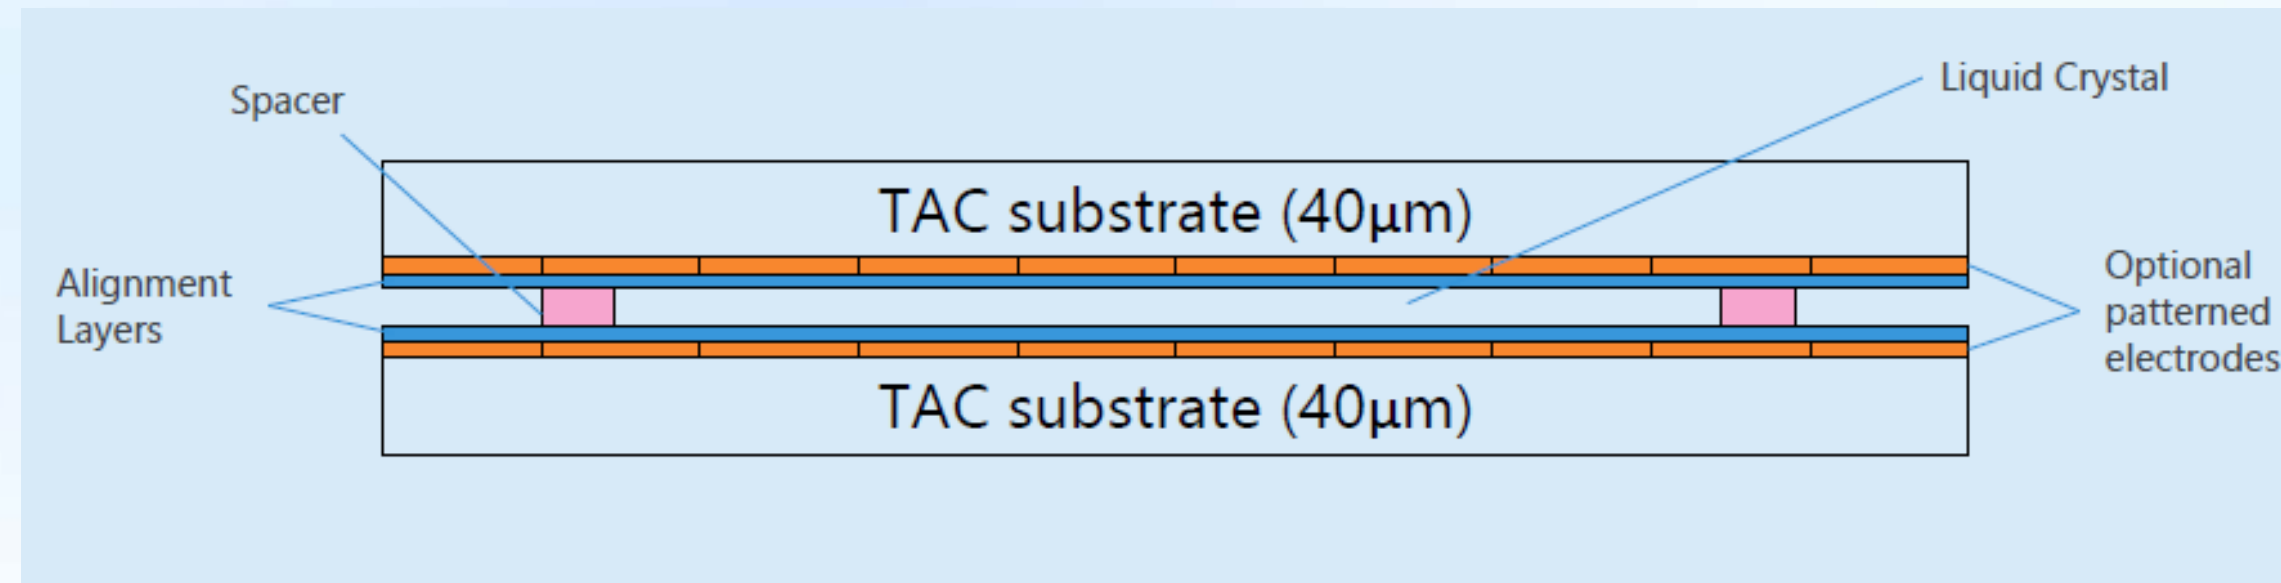 Spacer
Liquid Crystal
TAC substrate (40μm)
Alignment
Layers
Optional
patterned
electrodes
TAC substrate (40μm)